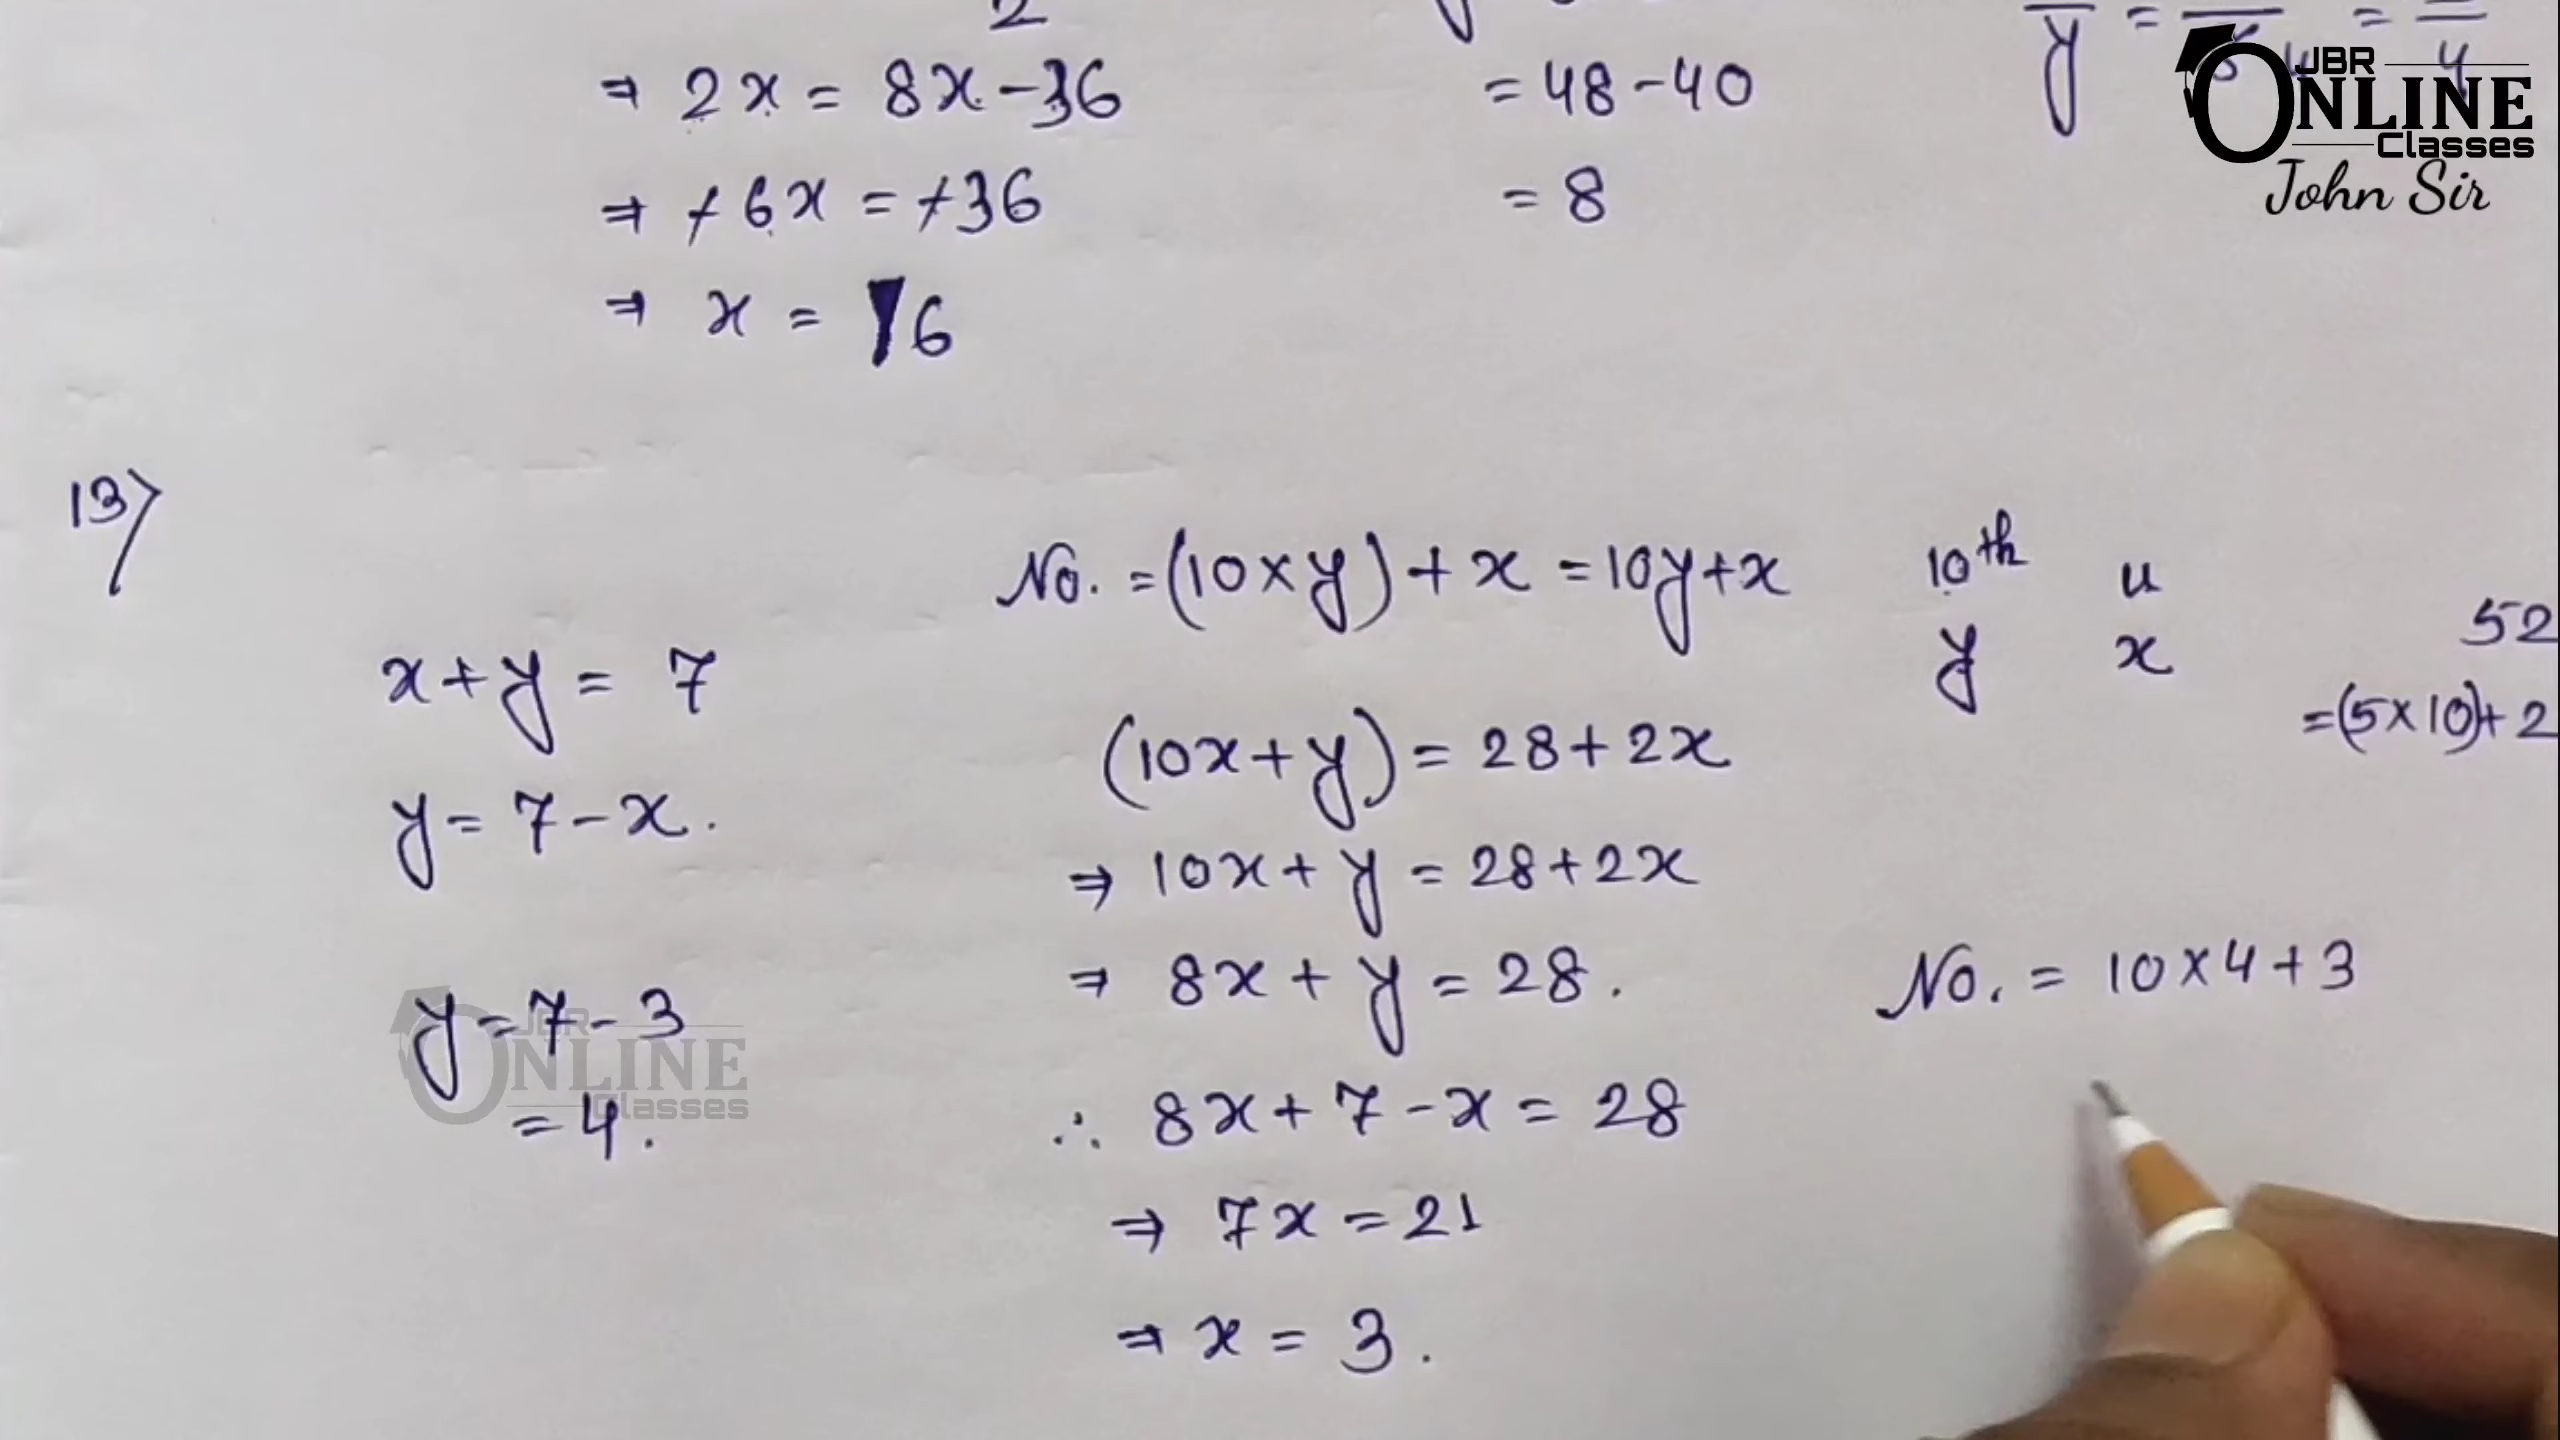 2
⇒ 2x = 8x - 36
= 48 - 40
⇒ +6x = +36
= 8
⇒ x = 6
JBR
ONLINE
Classes
John Sir
13)
No. = (10 × y) + x = 10y + x
10th u
y x
52
= (5 × 10) + 2
x + y = 7
(10x + y) = 28 + 2x
y = 7 - x.
⇒ 10x + y = 28 + 2x
⇒ 8x + y = 28.
No. = 10 × 4 + 3
y = 7 - 3
= 4.
JBR
ONLINE
Classes
∴ 8x + 7 - x = 28
⇒ 7x = 21
⇒ x = 3.